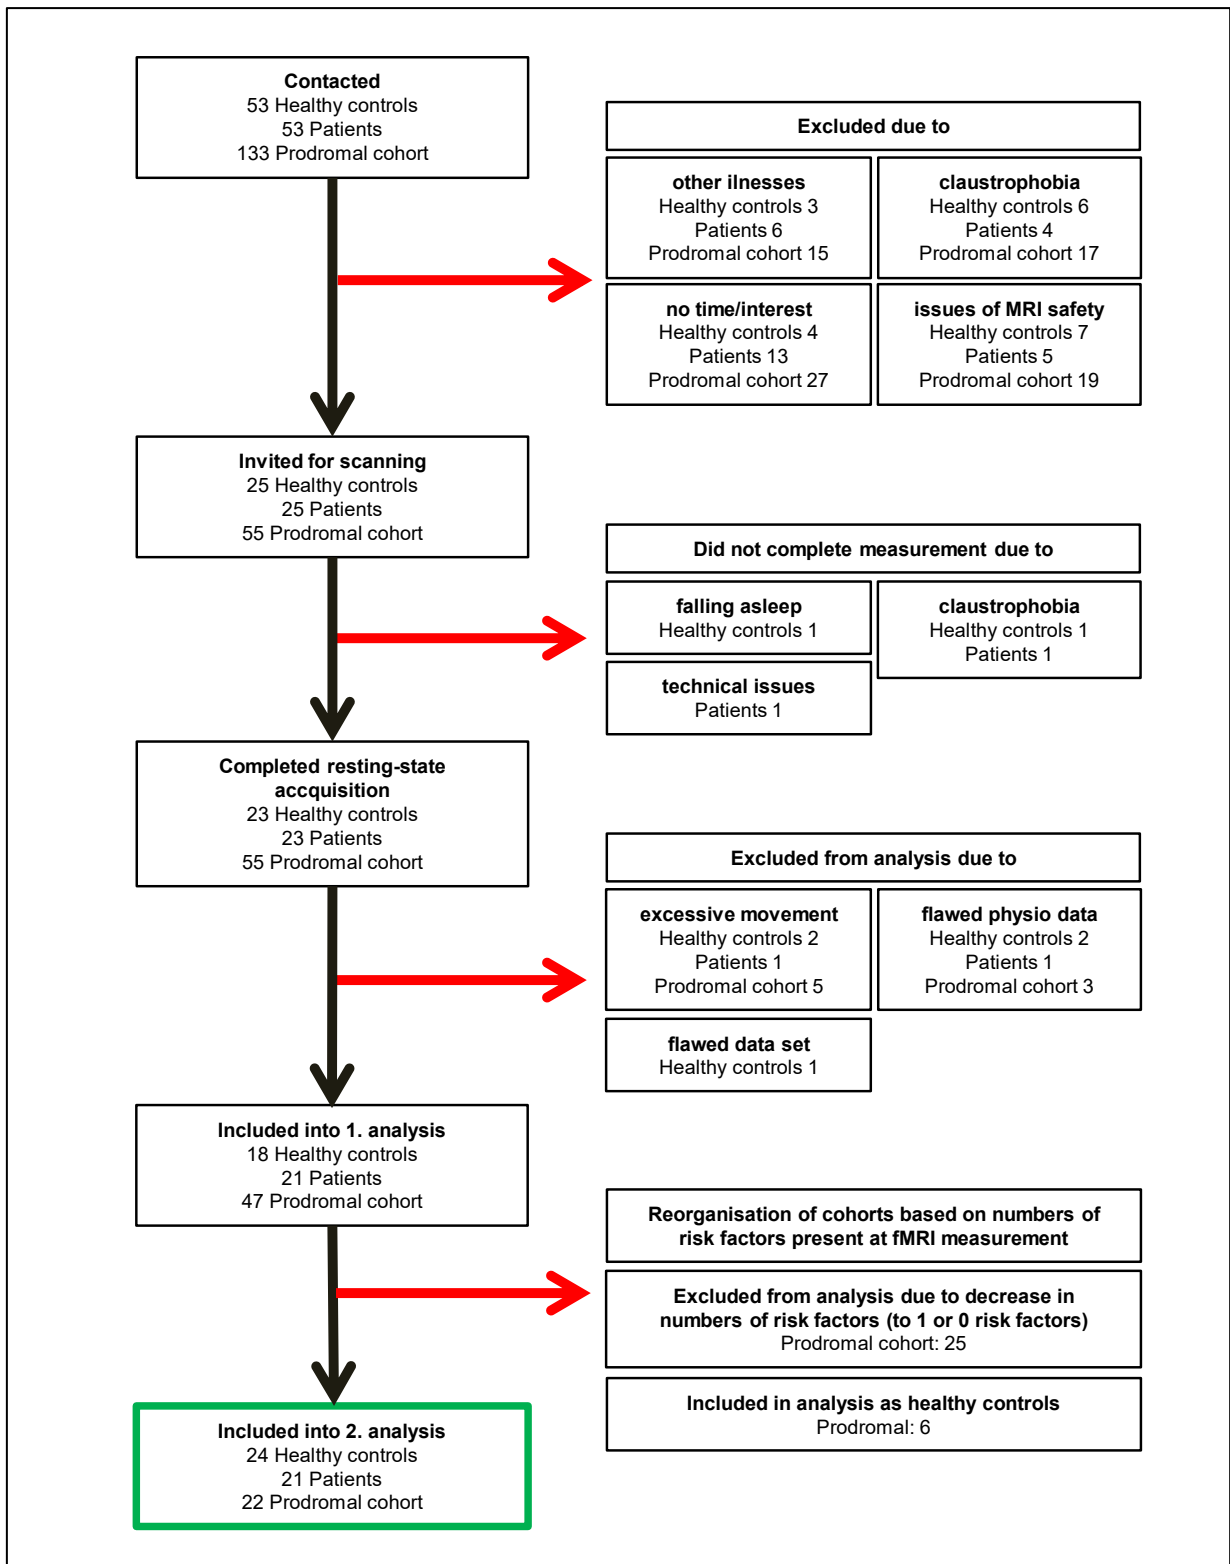 Contacted
53 Healthy controls
53 Patients
133 Prodromal cohort
Excluded due to
other ilnesses
Healthy controls 3
Patients 6
Prodromal cohort 15
claustrophobia
Healthy controls 6
Patients 4
Prodromal cohort 17
no time/interest
Healthy controls 4
Patients 13
Prodromal cohort 27
issues of MRI safety
Healthy controls 7
Patients 5
Prodromal cohort 19
Invited for scanning
25 Healthy controls
25 Patients
55 Prodromal cohort
Did not complete measurement due to
falling asleep
Healthy controls 1
claustrophobia
Healthy controls 1
Patients 1
technical issues
Patients 1
Completed resting-state
accquisition
23 Healthy controls
23 Patients
55 Prodromal cohort
Excluded from analysis due to
excessive movement
Healthy controls 2
Patients 1
Prodromal cohort 5
flawed physio data
Healthy controls 2
Patients 1
Prodromal cohort 3
flawed data set
Healthy controls 1
Included into 1. analysis
18 Healthy controls
21 Patients
47 Prodromal cohort
Reorganisation of cohorts based on numbers of
risk factors present at fMRI measurement
Excluded from analysis due to decrease in
numbers of risk factors (to 1 or 0 risk factors)
Prodromal cohort: 25
Included in analysis as healthy controls
Prodromal: 6
Included into 2. analysis
24 Healthy controls
21 Patients
22 Prodromal cohort